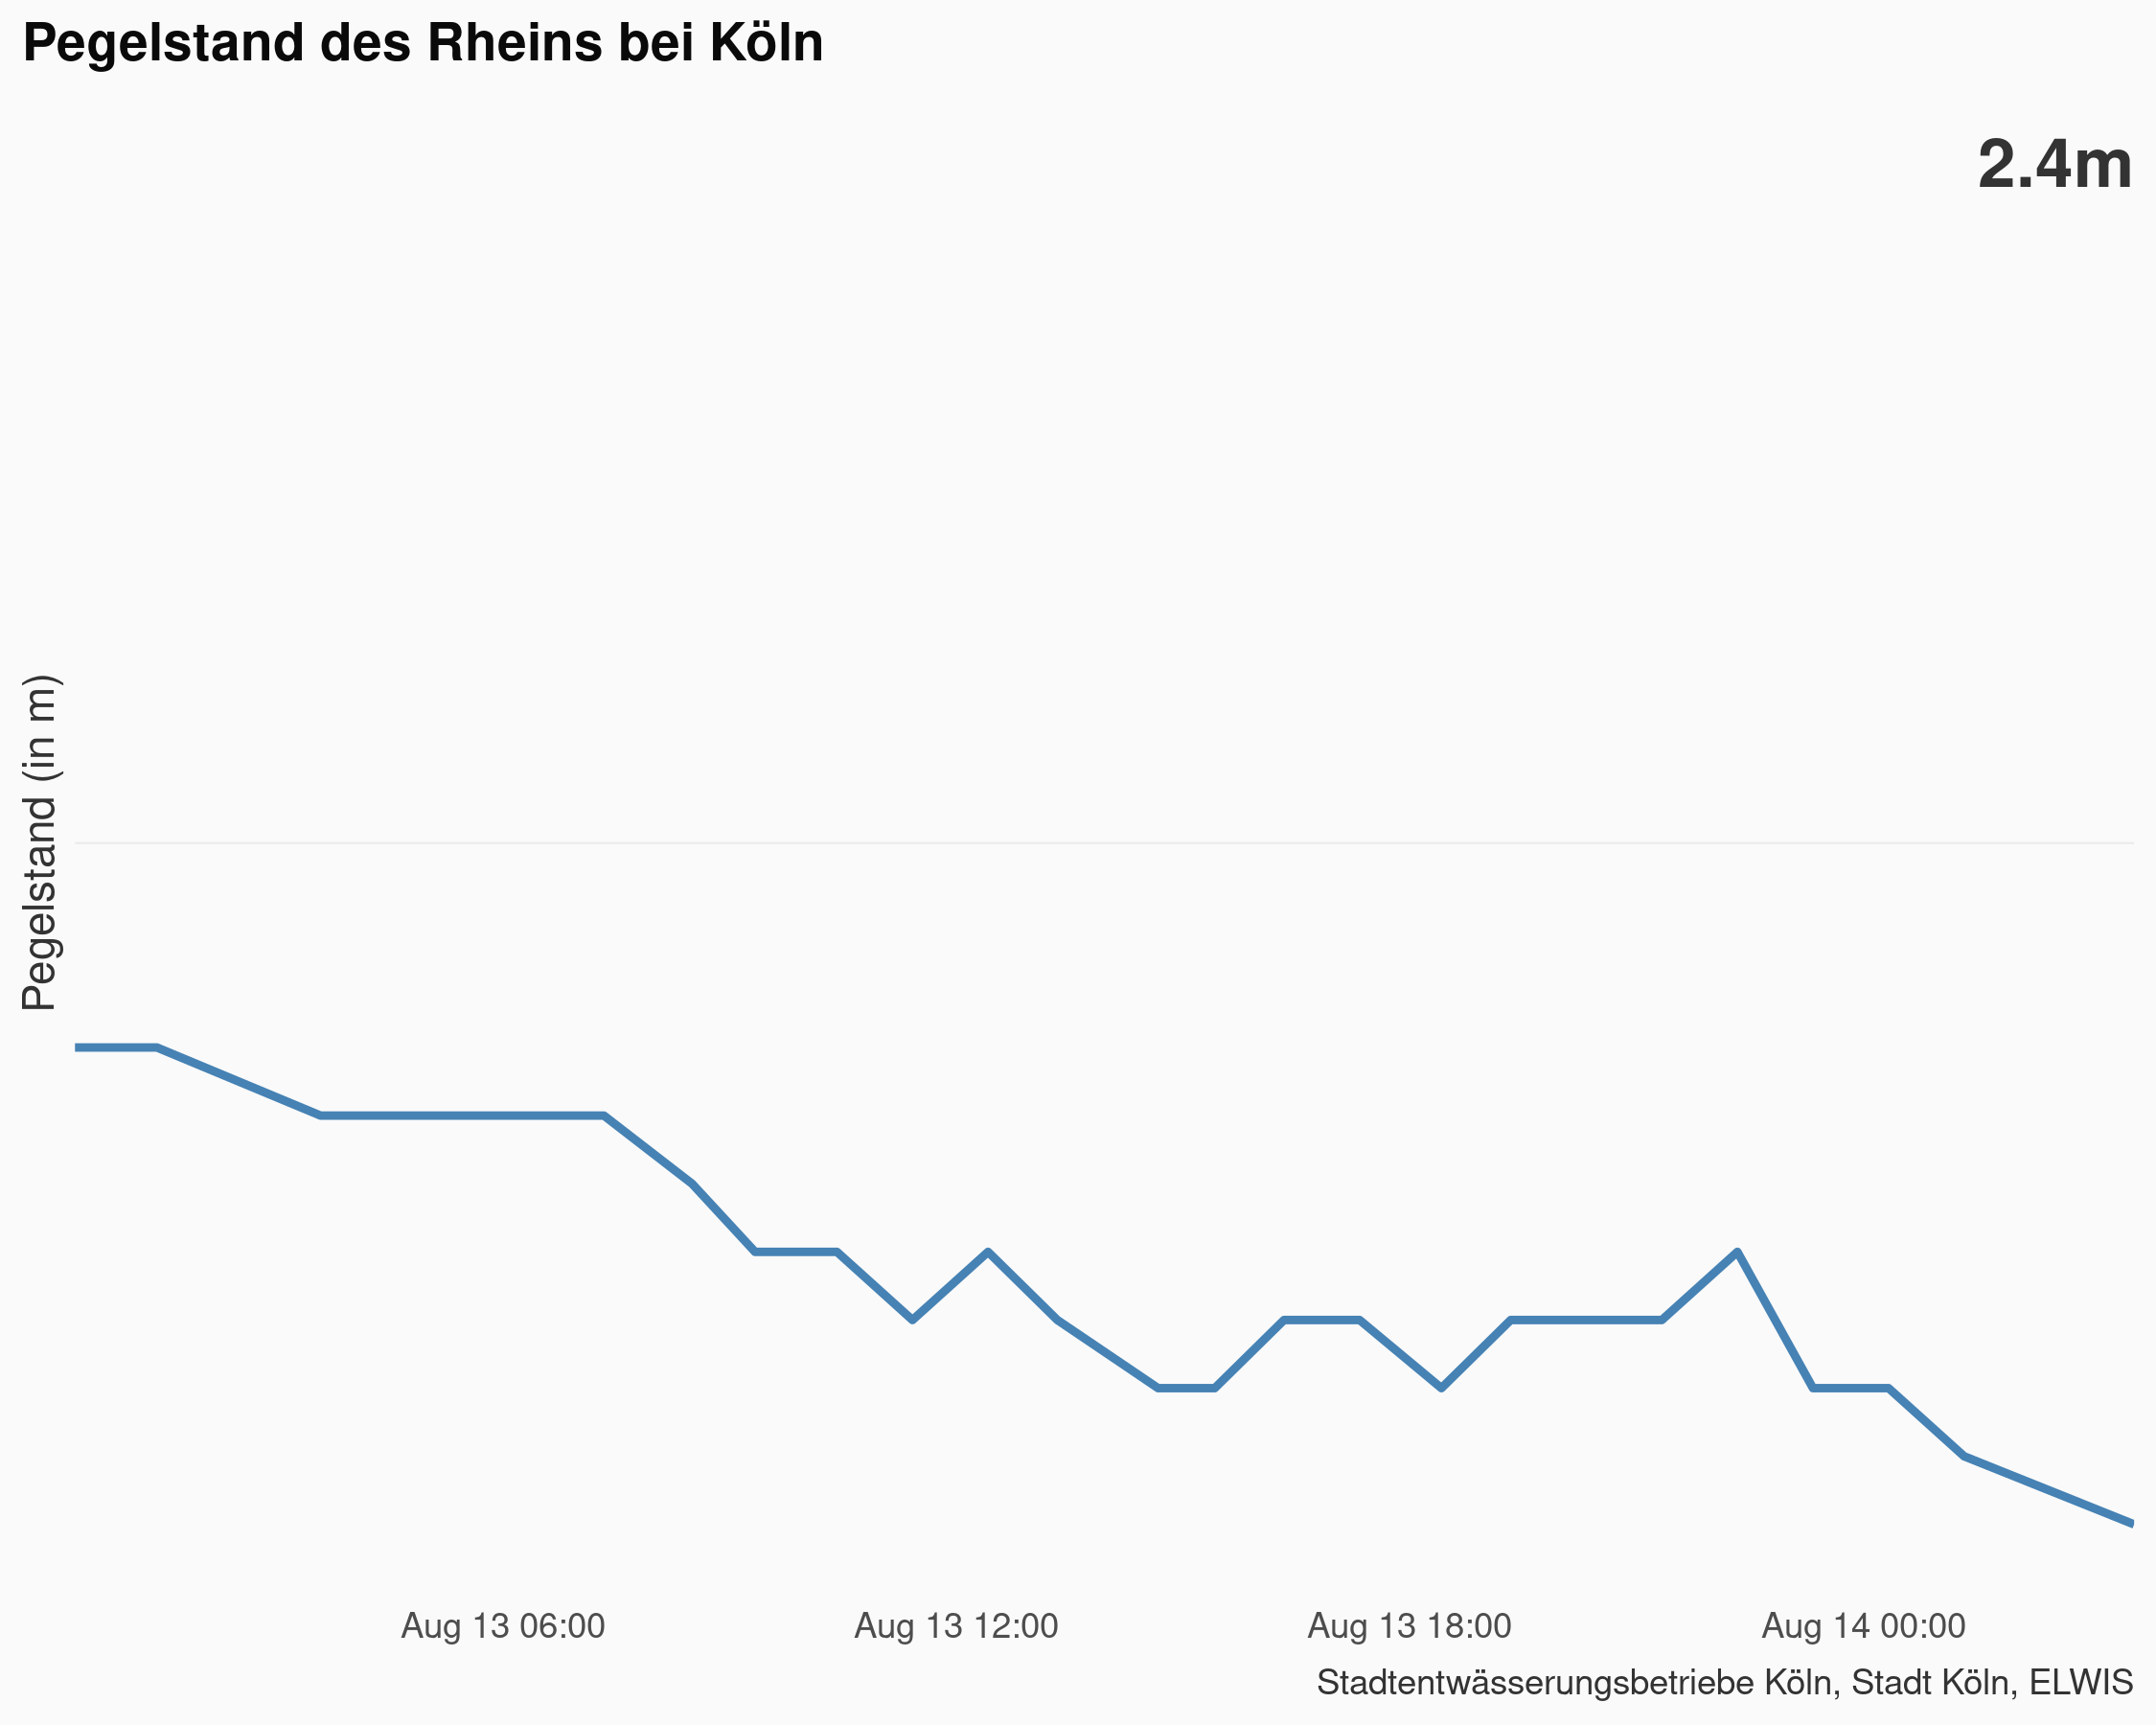 Pegelstand des Rheins bei Köln
2.4m
Pegelstand (in m)
Aug 13 06:00
Aug 13 12:00
Aug 13 18:00
Aug 14 00:00
Stadtentwässerungsbetriebe Köln, Stadt Köln, ELWIS